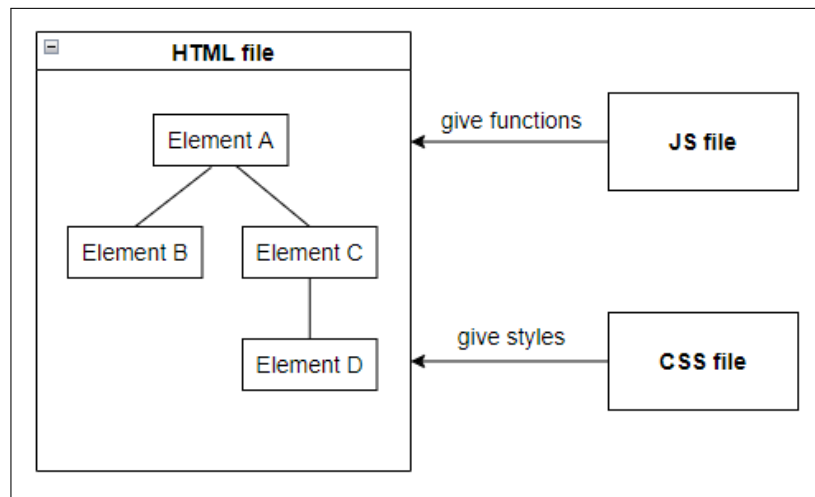 HTML file
Element A
Element B
Element C
Element D
give functions
JS file
give styles
CSS file